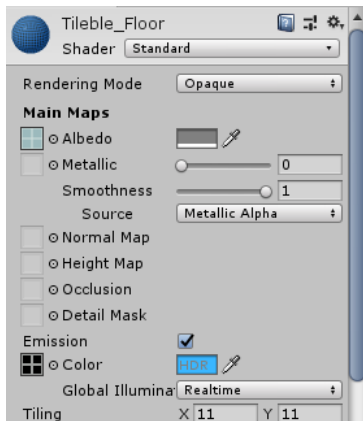 Tileble_Floor
Shader Standard
Rendering Mode Opaque
Main Maps
Albedo
Metallic 0
Smoothness 1
Source Metallic Alpha
Normal Map
Height Map
Occlusion
Detail Mask
Emission
Color HDR
Global Illumina Realtime
Tiling X 11 Y 11